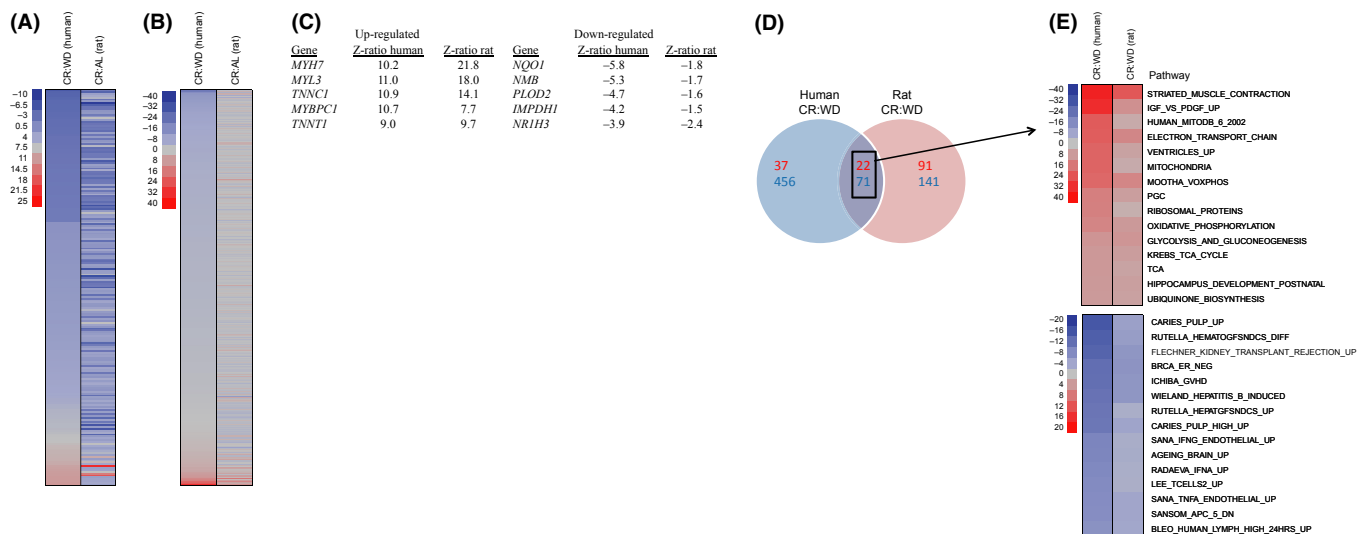 (A)
CR:WD (human)
CR:AL (rat)
–10
–6.5
–3
0.5
4
7.5
11
14.5
18
21.5
25
(B)
CR:WD (human)
CR:AL (rat)
–40
–32
–24
–16
–8
0
8
16
24
32
40
(C)
Up-regulated Down-regulated
Gene Z-ratio human Z-ratio rat Gene Z-ratio human Z-ratio rat
MYH7 10.2 21.8 NQO1 –5.8 –1.8
MYL3 11.0 18.0 NMB –5.3 –1.7
TNNC1 10.9 14.1 PLOD2 –4.7 –1.6
MYBPC1 10.7 7.7 IMPDH1 –4.2 –1.5
TNNT1 9.0 9.7 NR1H3 –3.9 –2.4
(D)
Human CR:WD
Rat CR:WD
37 22 91
456 71 141
(E)
CR:WD (human)
CR:WD (rat)
Pathway
–40
–32
–24
–16
–8
0
8
16
24
32
40
STRIATED_MUSCLE_CONTRACTION
IGF_VS_PDGF_UP
HUMAN_MITODB_6_2002
ELECTRON_TRANSPORT_CHAIN
VENTRICLES_UP
MITOCHONDRIA
MOOTHA_VOXPHOS
PGC
RIBOSOMAL_PROTEINS
OXIDATIVE_PHOSPHORYLATION
GLYCOLYSIS_AND_GLUCONEOGENESIS
KREBS_TCA_CYCLE
TCA
HIPPOCAMPUS_DEVELOPMENT_POSTNATAL
UBIQUINONE_BIOSYNTHESIS
–20
–16
–12
–8
–4
0
4
8
12
16
20
CARIES_PULP_UP
RUTELLA_HEMATOGFSNDCS_DIFF
FLECHNER_KIDNEY_TRANSPLANT_REJECTION_UP
BRCA_ER_NEG
ICHIBA_GVHD
WIELAND_HEPATITIS_B_INDUCED
RUTELLA_HEPATGFSNDCS_UP
CARIES_PULP_HIGH_UP
SANA_IFNG_ENDOTHELIAL_UP
AGEING_BRAIN_UP
RADAEVA_IFNA_UP
LEE_TCELLS2_UP
SANA_TNFA_ENDOTHELIAL_UP
SANSOM_APC_5_DN
BLEO_HUMAN_LYMPH_HIGH_24HRS_UP